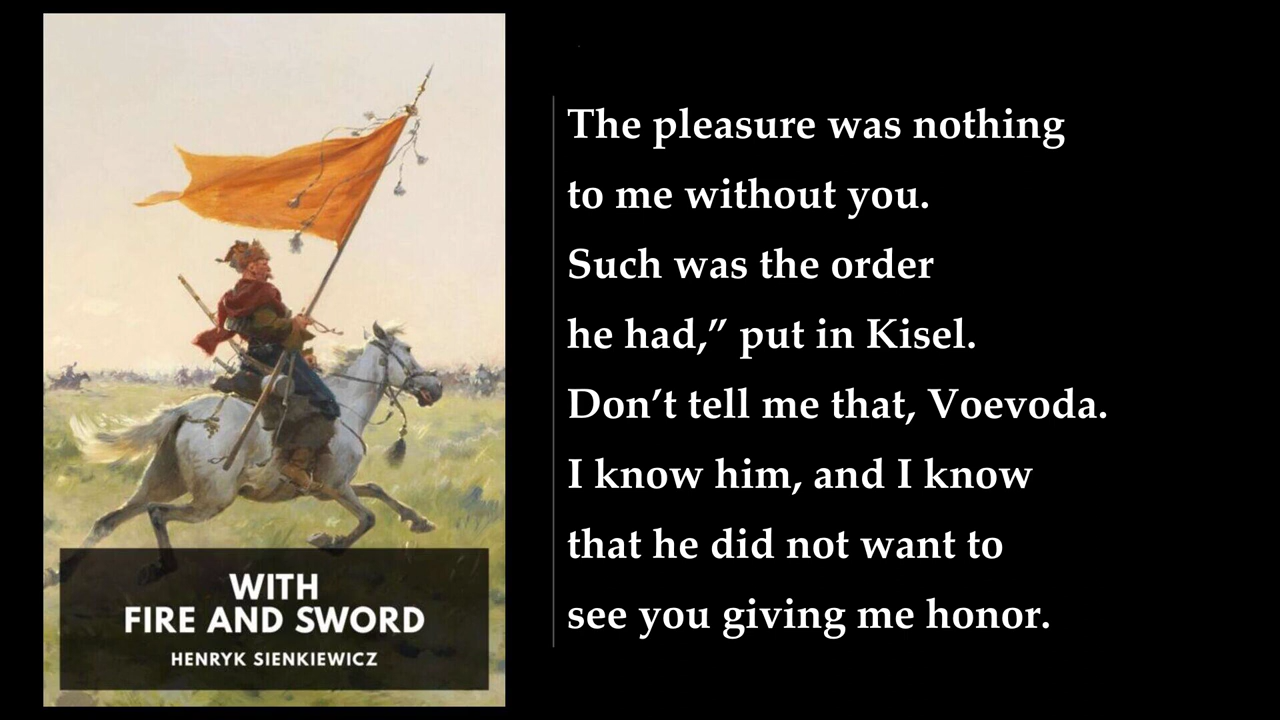 WITH
FIRE AND SWORD
HENRYK SIENKIEWICZ
The pleasure was nothing
to me without you.
Such was the order
he had,” put in Kisel.
Don’t tell me that, Voevoda.
I know him, and I know
that he did not want to
see you giving me honor.